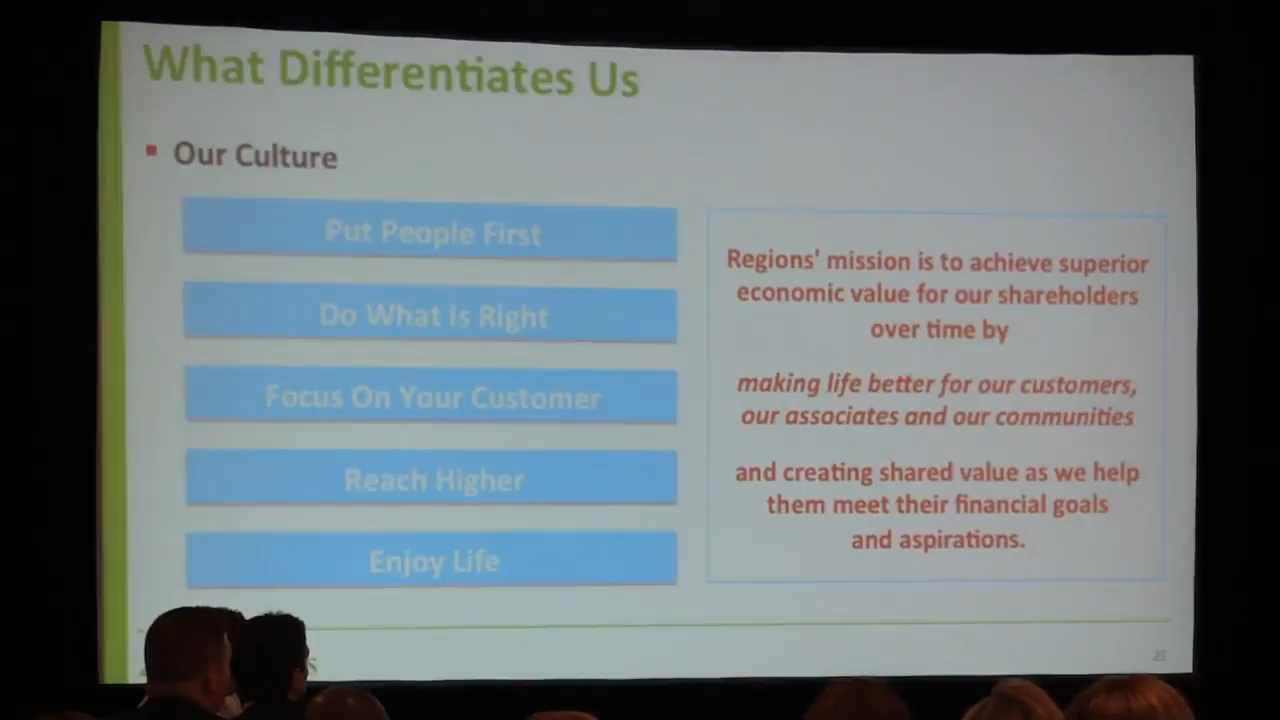 What Differentiates Us
▪ Our Culture
Put People First
Do What Is Right
Focus On Your Customer
Reach Higher
Enjoy Life
Regions' mission is to achieve superior
economic value for our shareholders
over time by
making life better for our customers,
our associates and our communities
and creating shared value as we help
them meet their financial goals
and aspirations.
25